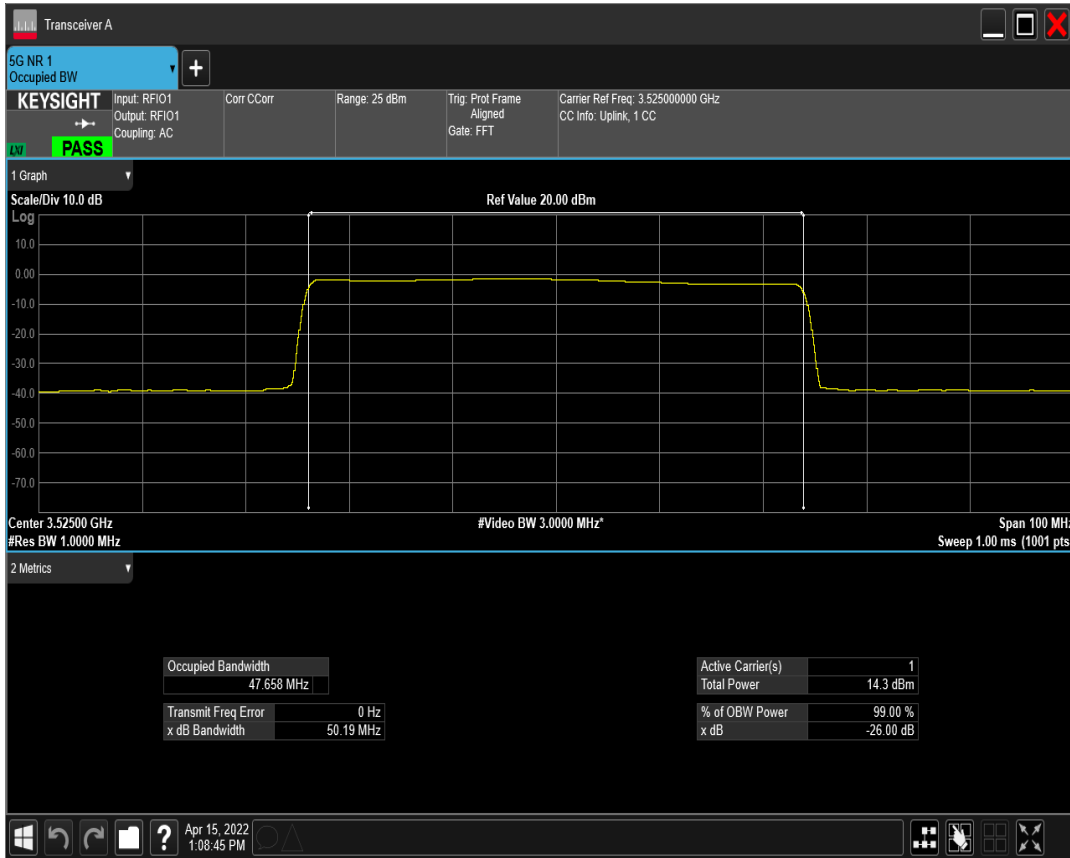 Transceiver A
5G NR 1
Occupied BW
+
KEYSIGHT
LXI
PASS
Input: RFIO1
Output: RFIO1
Coupling: AC
Corr CCorr
Range: 25 dBm
Trig: Prot Frame
Aligned
Gate: FFT
Carrier Ref Freq: 3.525000000 GHz
CC Info: Uplink, 1 CC
1 Graph
Scale/Div 10.0 dB
Ref Value 20.00 dBm
Log
10.0
0.00
-10.0
-20.0
-30.0
-40.0
-50.0
-60.0
-70.0
Center 3.52500 GHz
#Video BW 3.0000 MHz*
Span 100 MHz
#Res BW 1.0000 MHz
Sweep 1.00 ms (1001 pts
2 Metrics
Occupied Bandwidth
47.658 MHz
Transmit Freq Error 0 Hz
x dB Bandwidth 50.19 MHz
Active Carrier(s) 1
Total Power 14.3 dBm
% of OBW Power 99.00 %
x dB -26.00 dB
?
Apr 15, 2022
1:08:45 PM